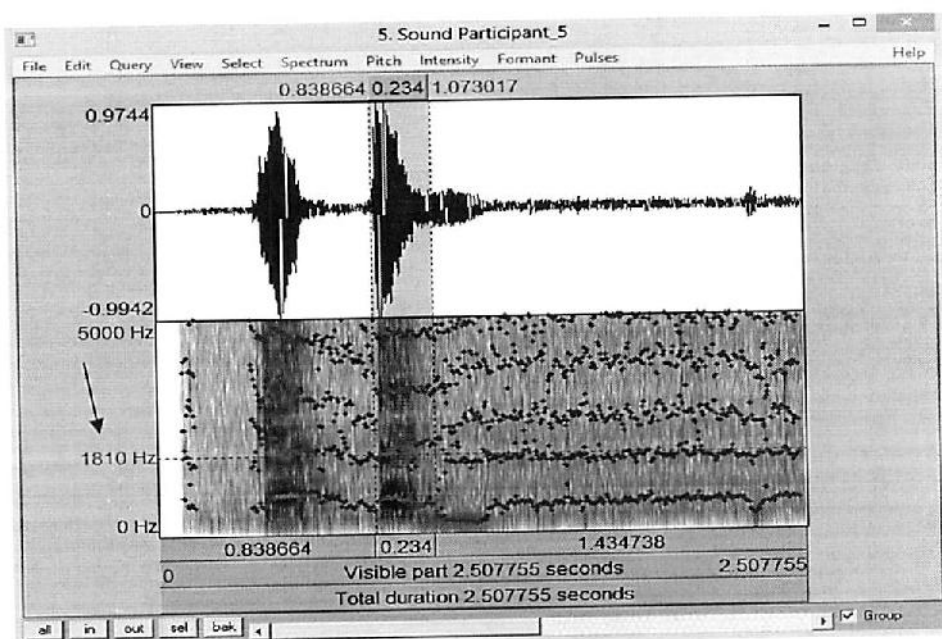 5. Sound Participant_5
File Edit Query View Select Spectrum Pitch Intensity Formant Pulses Help
0.838664 0.234 1.073017
0.9744
0
-0.9942
5000 Hz
1810 Hz
0 Hz
0.838664 0.234 1.434738
0 Visible part 2.507755 seconds 2.507755
Total duration 2.507755 seconds
all in out sel bak Group